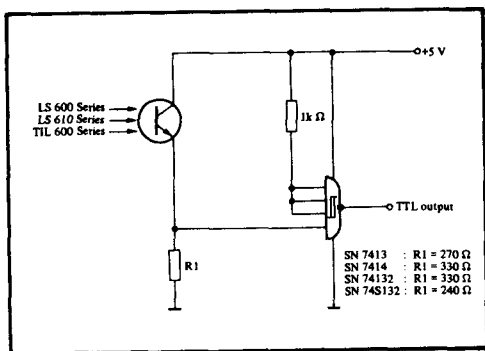 +5 V
LS 600 Series
LS 610 Series
TIL 600 Series
1k Ω
TTL output
R1
SN 7413 : R1 = 270 Ω
SN 7414 : R1 = 330 Ω
SN 74132 : R1 = 330 Ω
SN 74S132 : R1 = 240 Ω